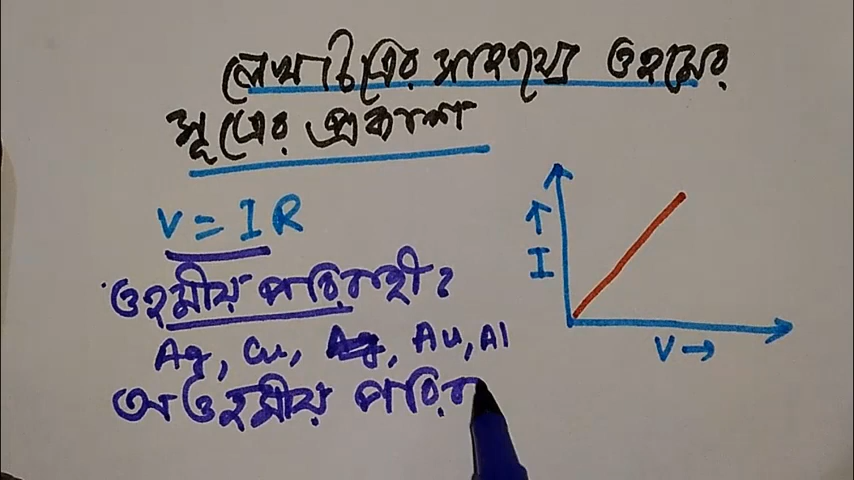 লেখচিত্রের সাহায্যে ওহমের
সূত্রের প্রকাশ
V = IR
ওহমীয় পরিবাহী:
Ag, Cu, Au, Al
অওহমীয় পরিব
↑
I
V →